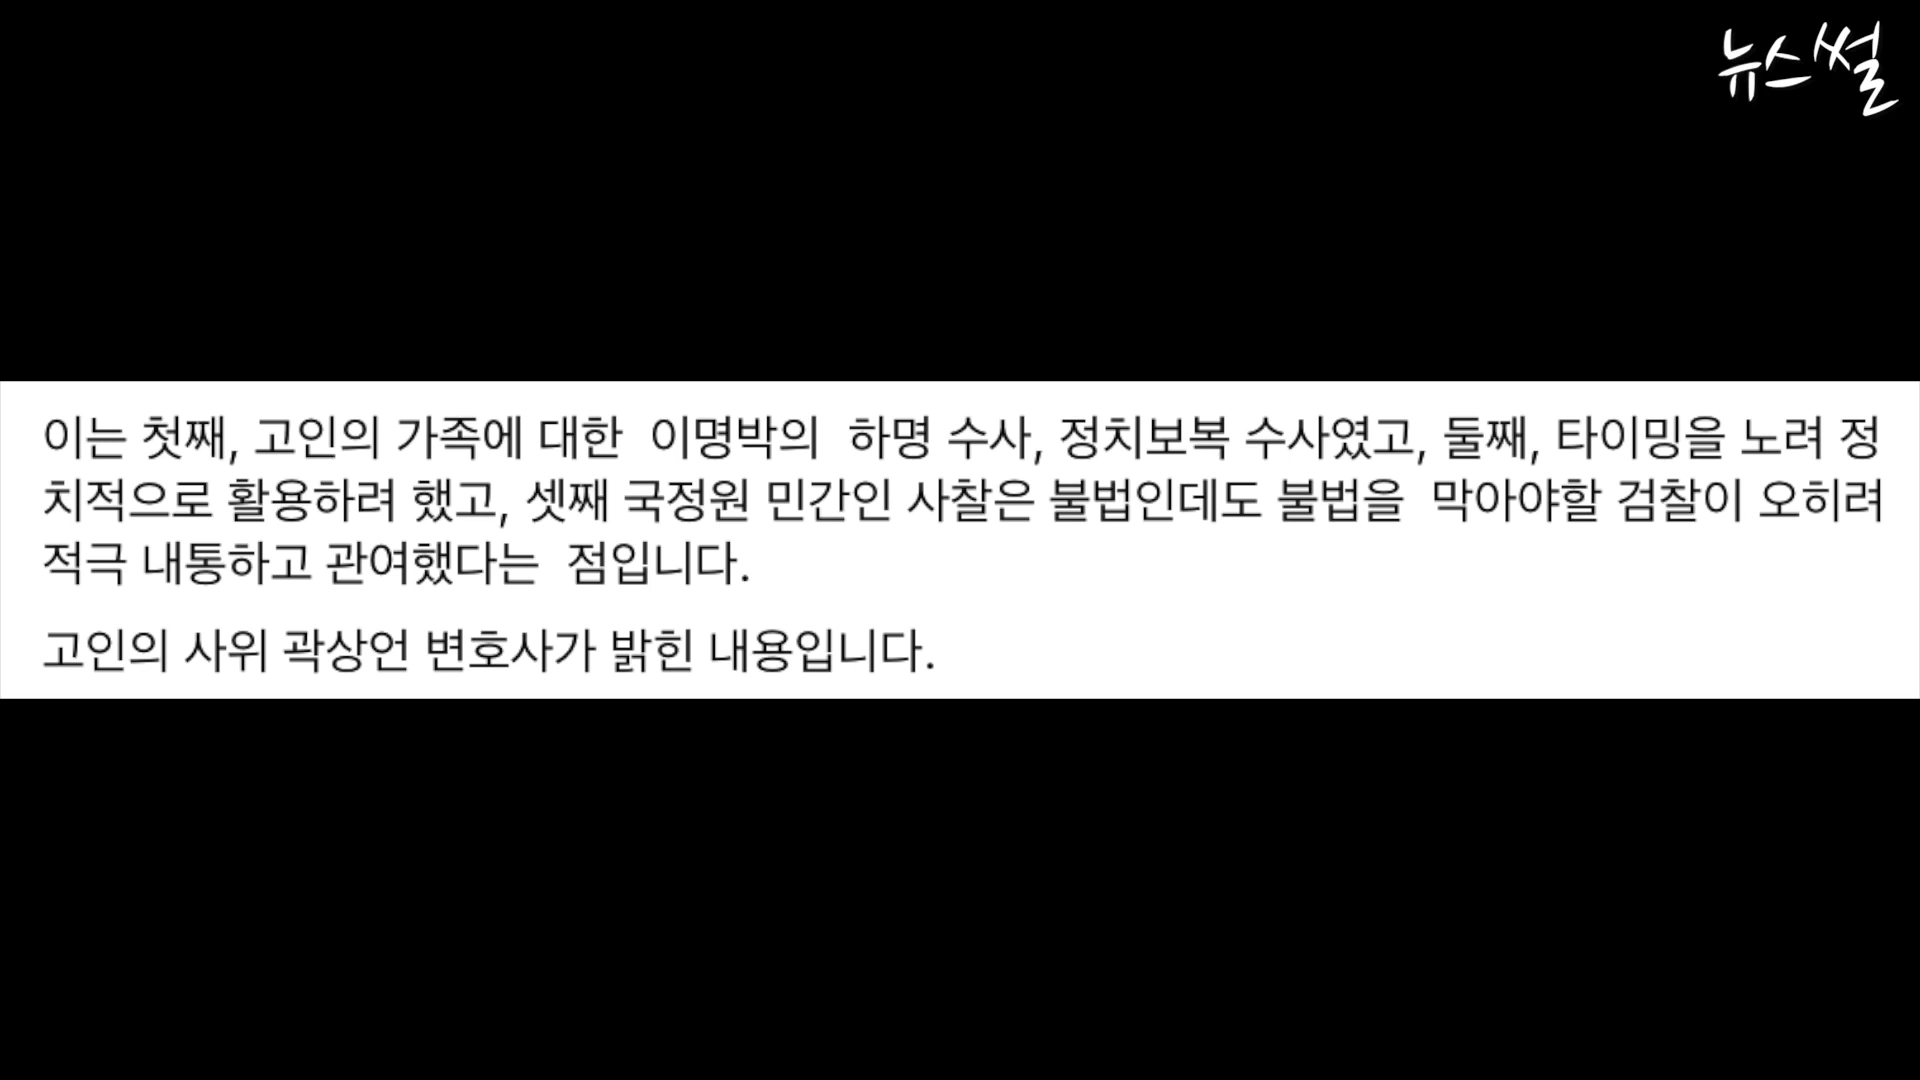 뉴스썰
이는 첫째, 고인의 가족에 대한 이명박의 하명 수사, 정치보복 수사였고, 둘째, 타이밍을 노려 정
치적으로 활용하려 했고, 셋째 국정원 민간인 사찰은 불법인데도 불법을 막아야할 검찰이 오히려
적극 내통하고 관여했다는 점입니다.
고인의 사위 곽상언 변호사가 밝힌 내용입니다.